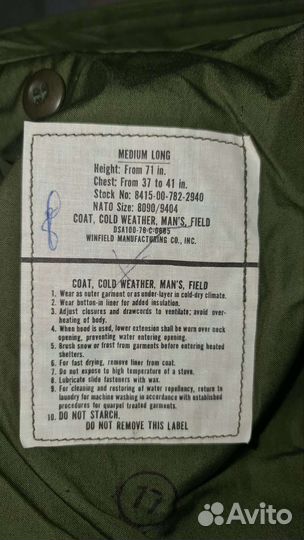 MEDIUM LONG
Height: From 71 in.
Chest: From 37 to 41 in.
Stock No: 8415-00-782-2940
NATO Size: 8090/9404
COAT, COLD WEATHER, MAN'S, FIELD
DSA100-78-C-0665
WINFIELD MANUFACTURING CO., INC.
COAT, COLD WEATHER, MAN'S, FIELD
1. Wear as outer garment or as under-layer in cold-dry climate.
2. Wear button-in liner for added insulation.
3. Adjust closures and drawcords to ventilate; avoid over-
heating of body.
4. When hood is used, lower extension shall be worn over neck
opening, preventing water entering opening.
5. Brush snow or frost from garments before entering heated
shelters.
6. For fast drying, remove liner from coat.
7. Do not expose to high temperature of a stove.
8. Lubricate slide fasteners with wax.
9. For cleaning and restoring of water repellency, return to
laundry for machine washing in accordance with established
procedures for quarpel treated garments.
10. DO NOT STARCH.
DO NOT REMOVE THIS LABEL
77
Avito